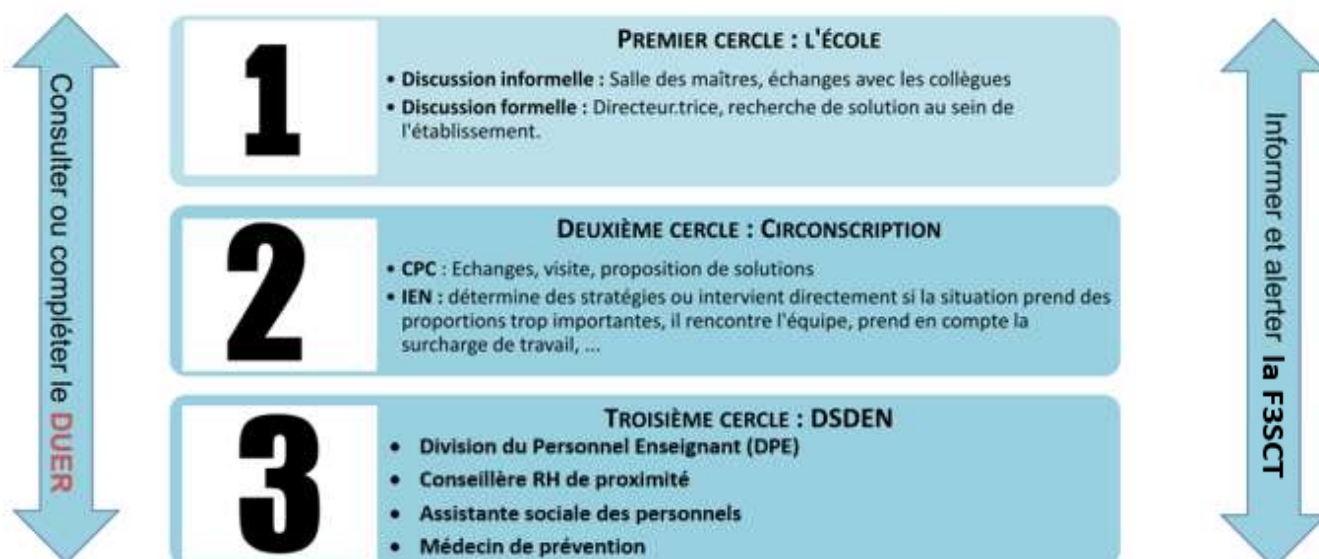 Consulter ou compléter le DUER
1
PREMIER CERCLE : L'ÉCOLE
• Discussion informelle : Salle des maîtres, échanges avec les collègues
• Discussion formelle : Directeur.trice, recherche de solution au sein de
l'établissement.
2
DEUXIÈME CERCLE : CIRCONSCRIPTION
• CPC : Echanges, visite, proposition de solutions
• IEN : détermine des stratégies ou intervient directement si la situation prend des
proportions trop importantes, il rencontre l'équipe, prend en compte la
surcharge de travail, ...
3
TROISIÈME CERCLE : DSDEN
• Division du Personnel Enseignant (DPE)
• Conseillère RH de proximité
• Assistante sociale des personnels
• Médecin de prévention
Informer et alerter la F3SCT